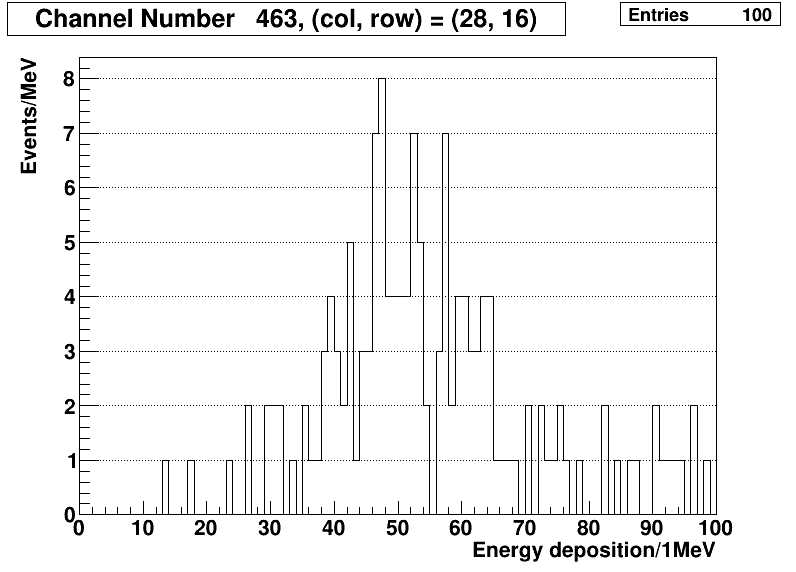 Channel Number 463, (col, row) = (28, 16)
Entries 100
Events/MeV
8
7
6
5
4
3
2
1
0
0 10 20 30 40 50 60 70 80 90 100
Energy deposition/1MeV